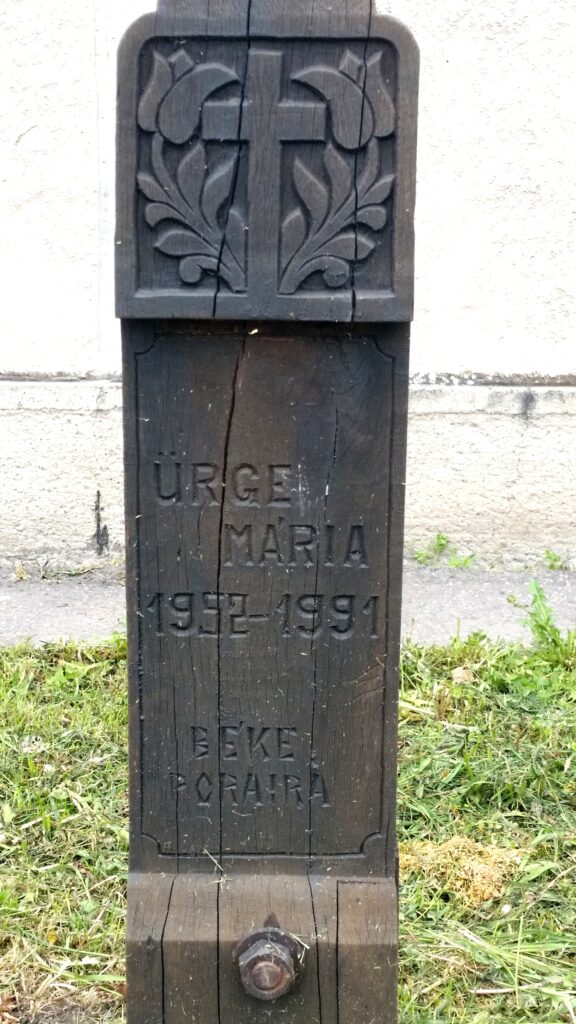 ÜRGE
MÁRIA
1952-1991
BÉKE
PORAIRA